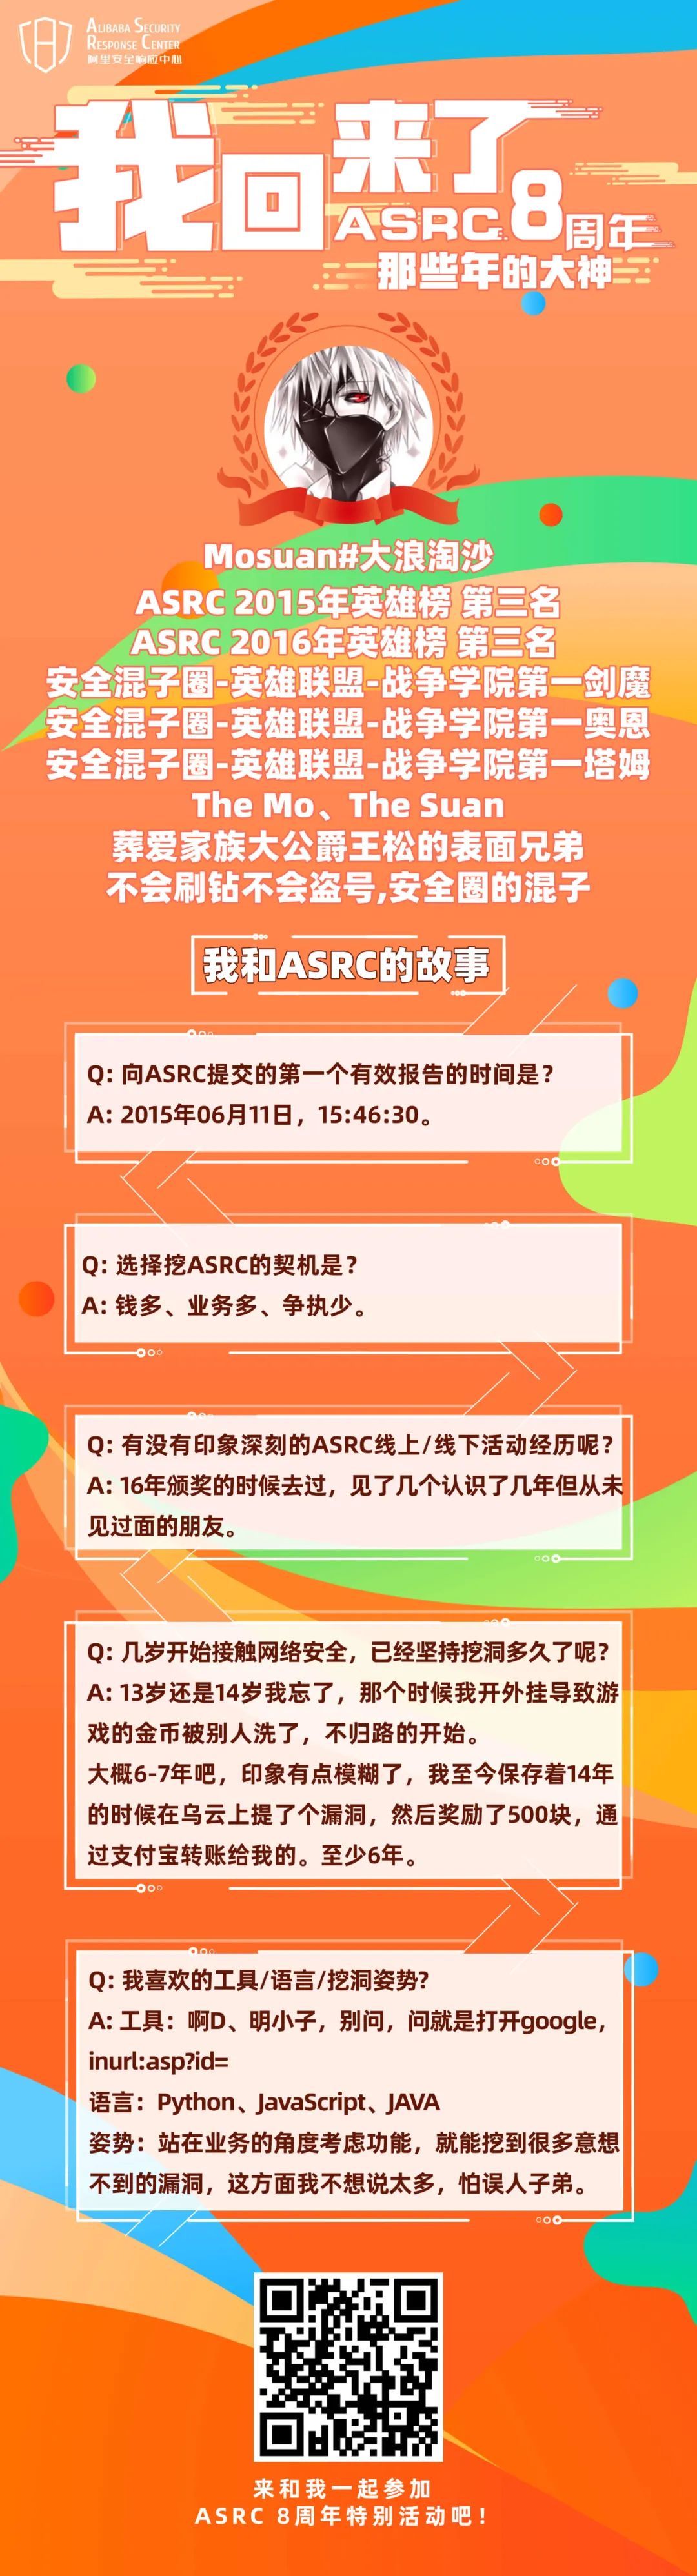 ALIBABA SECURITY
RESPONSE CENTER
阿里安全响应中心
我回来了
ASRC 8周年
那些年的大神
Mosuan#大浪淘沙
ASRC 2015年英雄榜 第三名
ASRC 2016年英雄榜 第三名
安全混子圈-英雄联盟-战争学院第一剑魔
安全混子圈-英雄联盟-战争学院第一奥恩
安全混子圈-英雄联盟-战争学院第一塔姆
The Mo、The Suan
葬爱家族大公爵王松的表面兄弟
不会刷钻不会盗号,安全圈的混子
我和ASRC的故事
Q: 向ASRC提交的第一个有效报告的时间是？
A: 2015年06月11日，15:46:30。
Q: 选择挖ASRC的契机是？
A: 钱多、业务多、争执少。
Q: 有没有印象深刻的ASRC线上/线下活动经历呢？
A: 16年颁奖的时候去过，见了几个认识了几年但从未
见过面的朋友。
Q: 几岁开始接触网络安全，已经坚持挖洞多久了呢？
A: 13岁还是14岁我忘了，那个时候我开外挂导致游
戏的金币被别人洗了，不归路的开始。
大概6-7年吧，印象有点模糊了，我至今保存着14年
的时候在乌云上提了个漏洞，然后奖励了500块，通
过支付宝转账给我的。至少6年。
Q: 我喜欢的工具/语言/挖洞姿势?
A: 工具：啊D、明小子，别问，问就是打开google，
inurl:asp?id=
语言：Python、JavaScript、JAVA
姿势：站在业务的角度考虑功能，就能挖到很多意想
不到的漏洞，这方面我不想说太多，怕误人子弟。
来和我一起参加
ASRC 8周年特别活动吧！